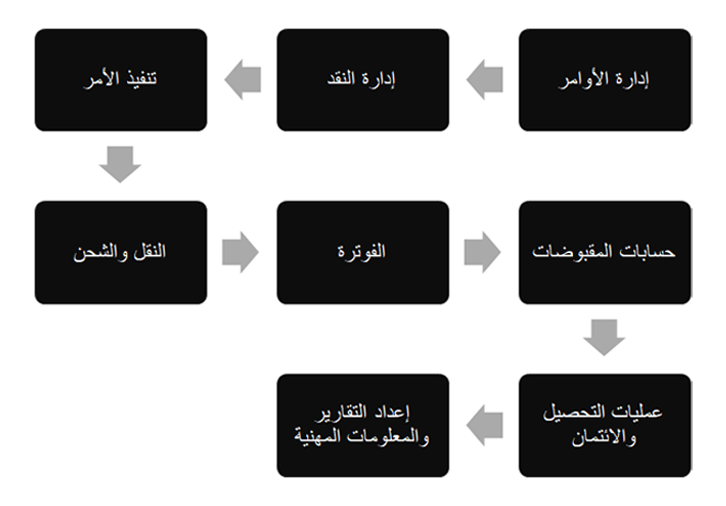 إدارة الأوامر
إدارة النقد
تنفيذ الأمر
النقل والشحن
الفوترة
حسابات المقبوضات
عمليات التحصيل
والائتمان
إعداد التقارير
والمعلومات المهنية